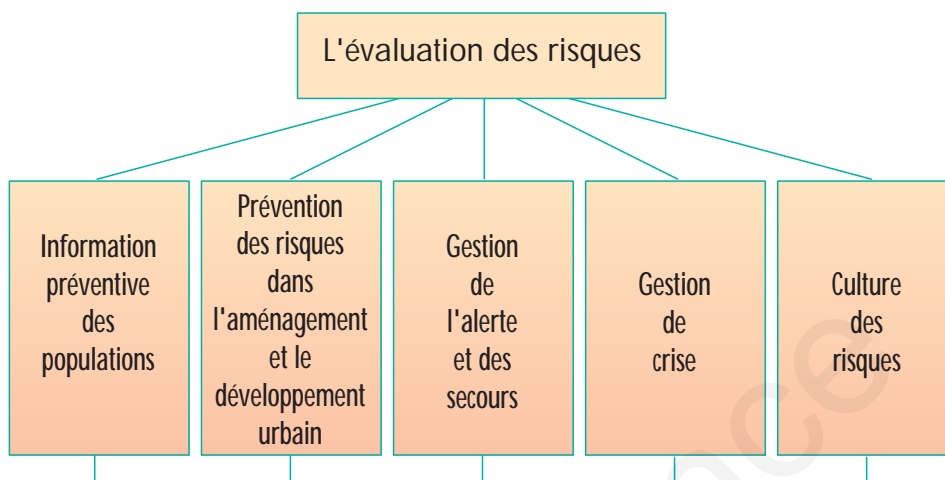 L'évaluation des risques
Information
préventive
des
populations
Prévention
des risques
dans
l'aménagement
et le
développement
urbain
Gestion
de
l'alerte
et des
secours
Gestion
de
crise
Culture
des
risques